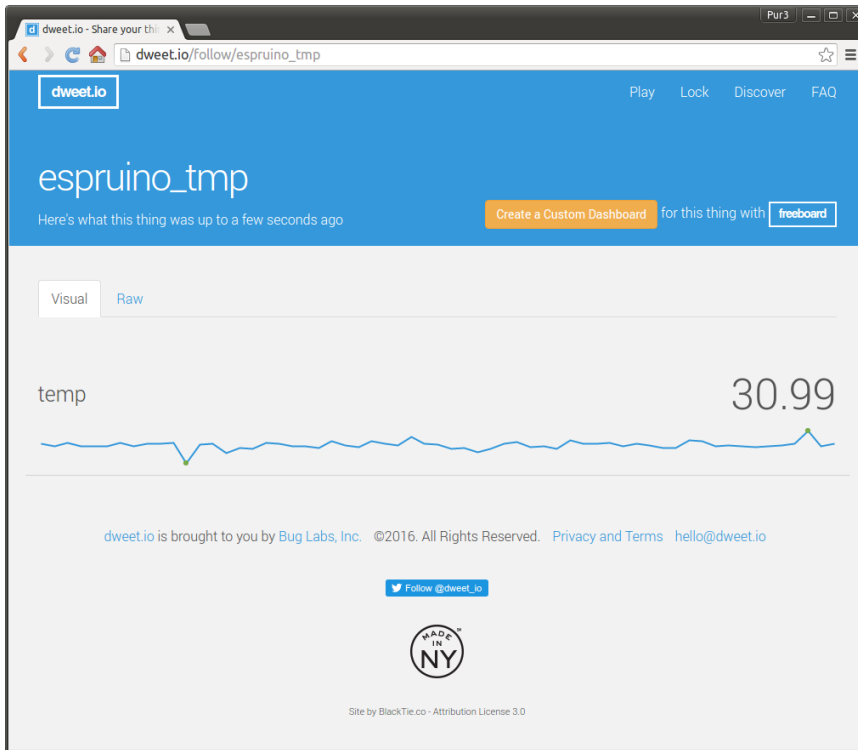 Pur3
dweet.io - Share your thi
dweet.io/follow/espruino_tmp
dweet.io
Play Lock Discover FAQ
espruino_tmp
Here's what this thing was up to a few seconds ago
Create a Custom Dashboard for this thing with freeboard
Visual Raw
temp 30.99
dweet.io is brought to you by Bug Labs, Inc. ©2016. All Rights Reserved. Privacy and Terms hello@dweet.io
Follow @dweet_io
MADE
IN
NY
Site by BlackTie.co - Attribution License 3.0